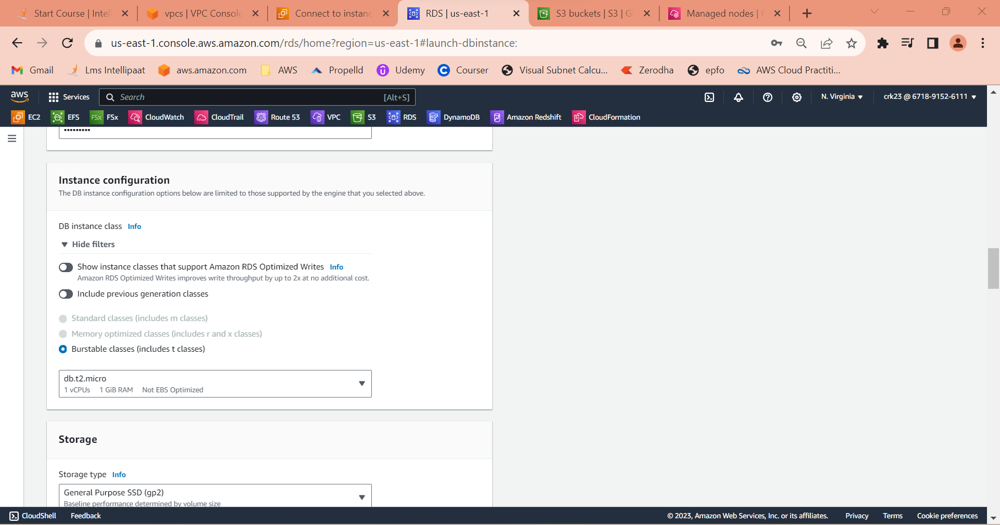 Start Course | Intel
vpcs | VPC Console
Connect to instanc
RDS | us-east-1
S3 buckets | S3 | Gl
Managed nodes |
us-east-1.console.aws.amazon.com/rds/home?region=us-east-1#launch-dbinstance:
Gmail
Lms Intellipaat
aws.amazon.com
AWS
Propelld
Udemy
Courser
Visual Subnet Calcu...
Zerodha
epfo
AWS Cloud Practiti...
aws
Services
Search
[Alt+S]
N. Virginia
crk23 @ 6718-9152-6111
EC2
EFS
FSx
FSx
CloudWatch
CloudTrail
Route 53
VPC
S3
RDS
DynamoDB
Amazon Redshift
CloudFormation
•••••••••
Instance configuration
The DB instance configuration options below are limited to those supported by the engine that you selected above.
DB instance class Info
Hide filters
Show instance classes that support Amazon RDS Optimized Writes Info
Amazon RDS Optimized Writes improves write throughput by up to 2x at no additional cost.
Include previous generation classes
Standard classes (includes m classes)
Memory optimized classes (includes r and x classes)
Burstable classes (includes t classes)
db.t2.micro
1 vCPUs 1 GiB RAM Not EBS Optimized
Storage
Storage type Info
General Purpose SSD (gp2)
Baseline performance determined by volume size
CloudShell
Feedback
© 2023, Amazon Web Services, Inc. or its affiliates.
Privacy
Terms
Cookie preferences